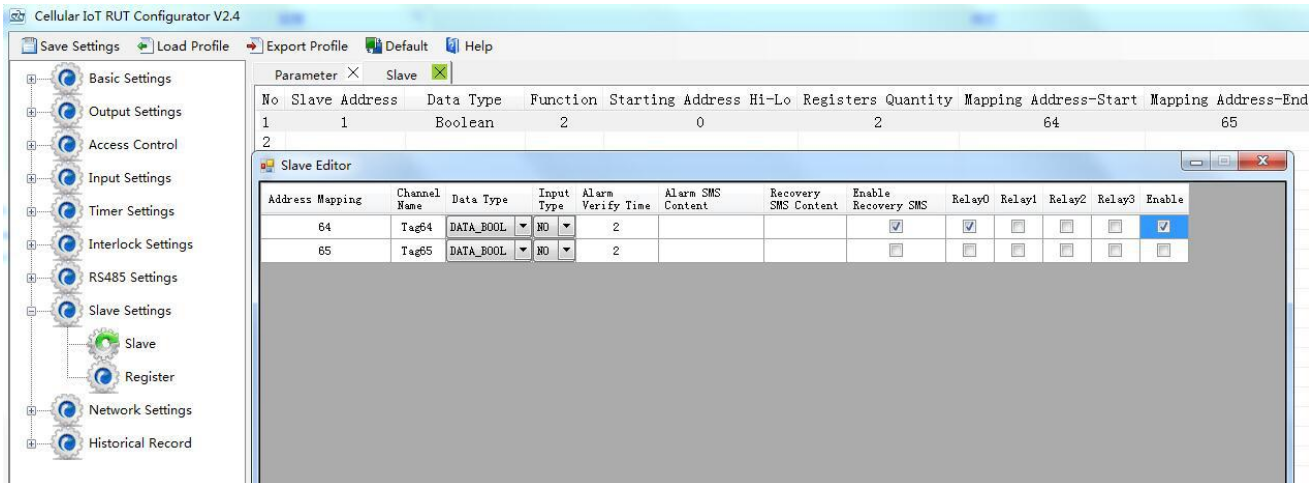 Cellular IoT RUT Configurator V2.4
Save Settings Load Profile Export Profile Default Help
Basic Settings
Output Settings
Access Control
Input Settings
Timer Settings
Interlock Settings
RS485 Settings
Slave Settings
Slave
Register
Network Settings
Historical Record
Parameter Slave
No Slave Address Data Type Function Starting Address Hi-Lo Registers Quantity Mapping Address-Start Mapping Address-End
1 1 Boolean 2 0 2 64 65
2
Slave Editor
Address Mapping Channel Name Data Type Input Type Alarm Verify Time Alarm SMS Content Recovery SMS Content Enable Recovery SMS Relay0 Relay1 Relay2 Relay3 Enable
64 Tag64 DATA_BOOL NO 2
65 Tag65 DATA_BOOL NO 2